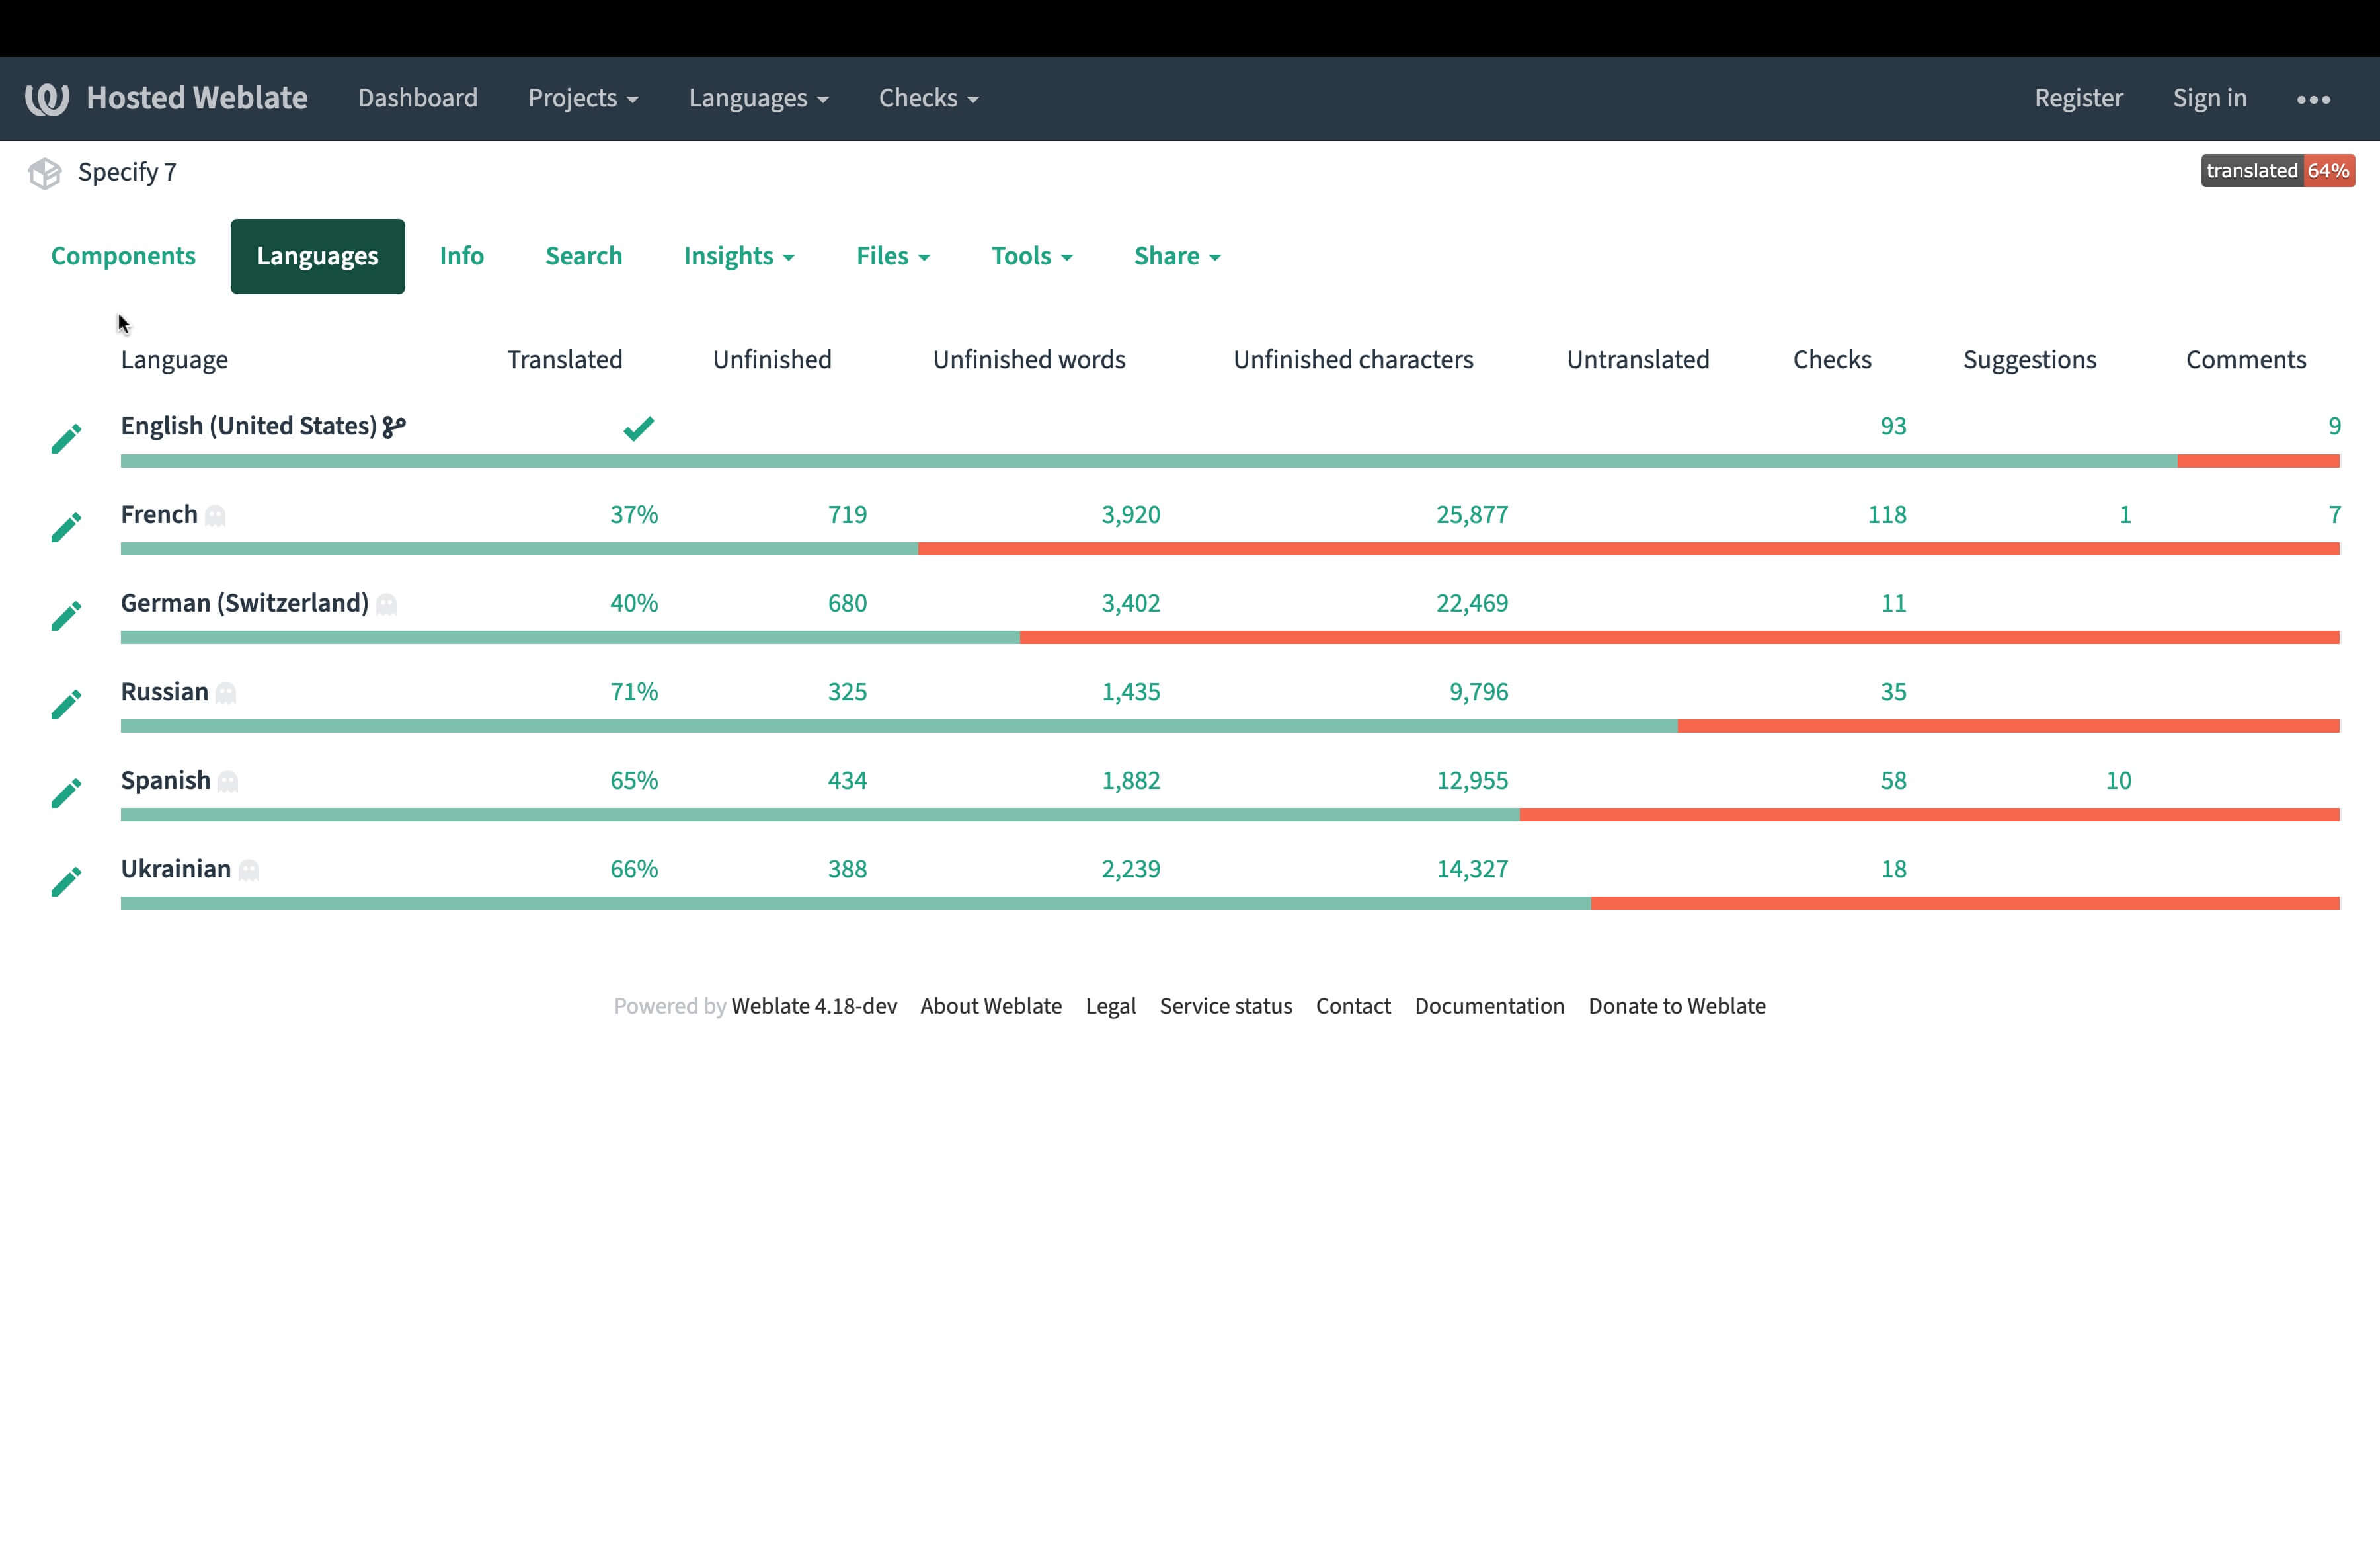 Hosted Weblate Dashboard Projects Languages Checks Register Sign in
Specify 7 translated 64%
Components Languages Info Search Insights Files Tools Share
Language Translated Unfinished Unfinished words Unfinished characters Untranslated Checks Suggestions Comments
English (United States) 93 9
French 37% 719 3,920 25,877 118 1 7
German (Switzerland) 40% 680 3,402 22,469 11
Russian 71% 325 1,435 9,796 35
Spanish 65% 434 1,882 12,955 58 10
Ukrainian 66% 388 2,239 14,327 18
Powered by Weblate 4.18-dev About Weblate Legal Service status Contact Documentation Donate to Weblate